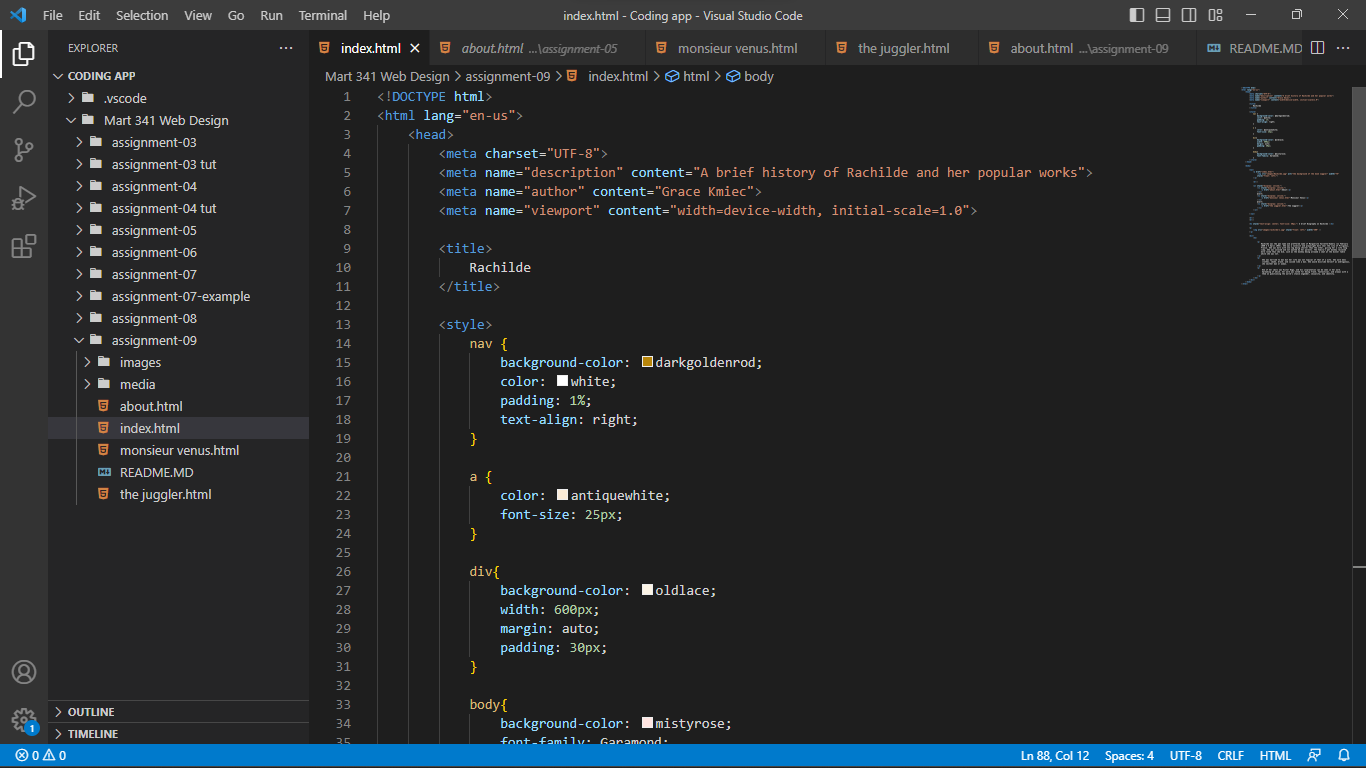 File Edit Selection View Go Run Terminal Help index.html - Coding app - Visual Studio Code
EXPLORER
CODING APP
.vscode
Mart 341 Web Design
assignment-03
assignment-03 tut
assignment-04
assignment-04 tut
assignment-05
assignment-06
assignment-07
assignment-07-example
assignment-08
assignment-09
images
media
about.html
index.html
monsieur venus.html
README.MD
the juggler.html
OUTLINE
TIMELINE
index.html about.html ...\assignment-05 monsieur venus.html the juggler.html about.html ...\assignment-09 README.MD
Mart 341 Web Design > assignment-09 > index.html > html > body
1 <!DOCTYPE html>
2 <html lang="en-us">
3 <head>
4 <meta charset="UTF-8">
5 <meta name="description" content="A brief history of Rachilde and her popular works">
6 <meta name="author" content="Grace Kmiec">
7 <meta name="viewport" content="width=device-width, initial-scale=1.0">
8
9 <title>
10 Rachilde
11 </title>
12
13 <style>
14 nav {
15 background-color: darkgoldenrod;
16 color: white;
17 padding: 1%;
18 text-align: right;
19 }
20
21 a {
22 color: antiquewhite;
23 font-size: 25px;
24 }
25
26 div{
27 background-color: oldlace;
28 width: 600px;
29 margin: auto;
30 padding: 30px;
31 }
32
33 body{
34 background-color: mistyrose;
35 font-family: Garamond;
1
0 0 Ln 88, Col 12 Spaces: 4 UTF-8 CRLF HTML